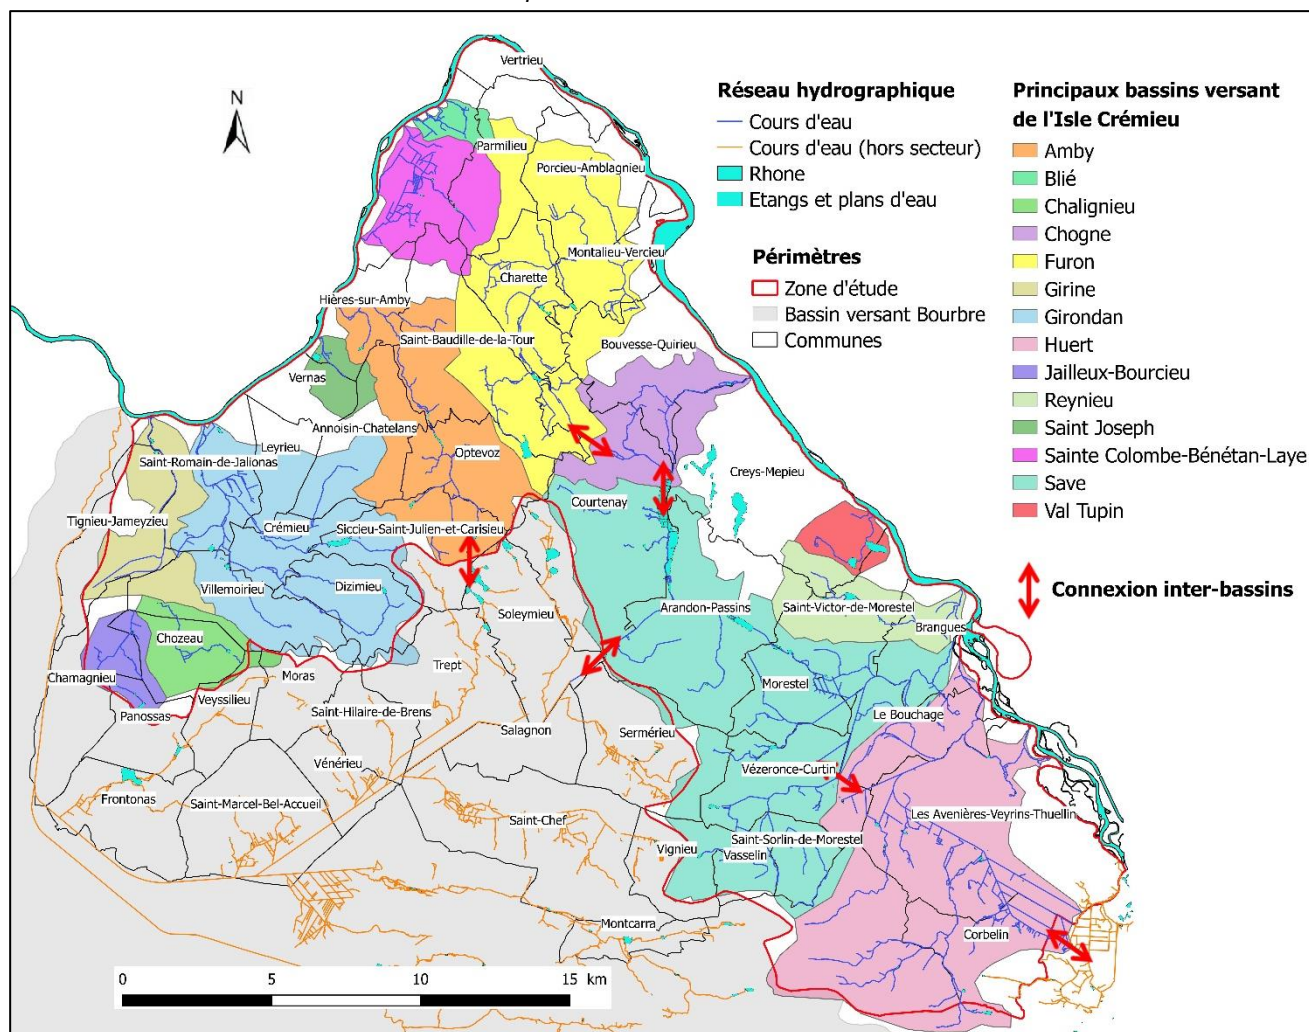 Vertrieu
N
Réseau hydrographique
Cours d'eau
Cours d'eau (hors secteur)
Rhone
Etangs et plans d'eau
Périmètres
Zone d'étude
Bassin versant Bourbre
Communes
Principaux bassins versant
de l'Isle Crémieu
Amby
Blié
Chalignieu
Chogne
Furon
Girine
Girondan
Huert
Jailleux-Bourcieu
Reynieu
Saint Joseph
Sainte Colombe-Bénétan-Laye
Save
Val Tupin
Connexion inter-bassins
Parmilieu
Porcieu-Amblagnieu
Montalieu-Vercieu
Charette
Hières-sur-Amby
Saint-Baudille-de-la-Tour
Bouvesse-Quirieu
Vernas
Annoisin-Chatelans
Leyrieu
Optevoz
Saint-Romain-de-Jalionas
Creys-Mepieu
Courtenay
Tignieu-Jameyzieu
Crémieu
Siccieu-Saint-Julien-et-Carisieu
Villemoirieu
Dizimieu
Soleymieu
Arandon-Passins
Saint-Victor-de-Morestel
Brangues
Chozeau
Trept
Chamagnieu
Moras
Veyssilieu
Morestel
Panossas
Saint-Hilaire-de-Brens
Le Bouchage
Salagnon
Sermérieu
Vénérieu
Vézeronce-Curtin
Frontonas
Saint-Marcel-Bel-Accueil
Saint-Chef
Les Avenières-Veyrins-Thuellin
Saint-Sorlin-de-Morestel
Vignieu
Vasselin
Montcarra
Corbelin
0 5 10 15 km